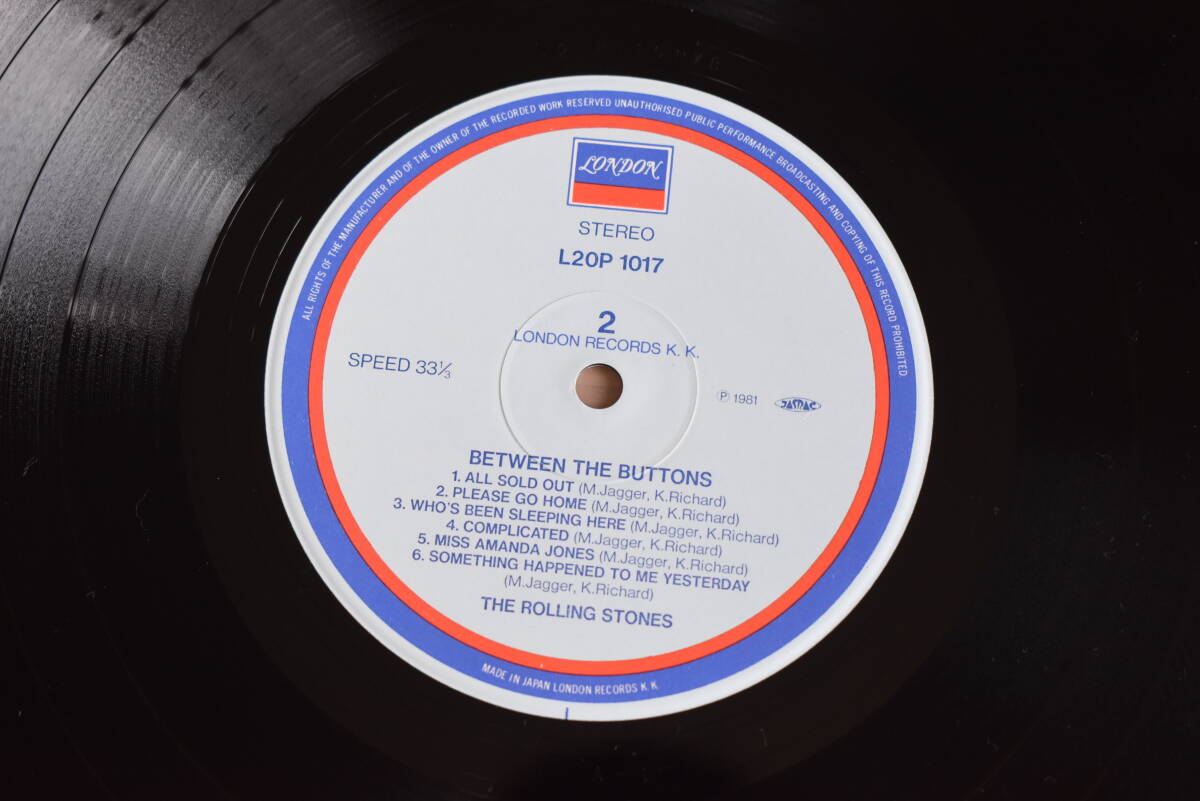 ALL RIGHTS OF THE MANUFACTURER AND OF THE OWNER OF THE RECORDED WORK RESERVED UNAUTHORISED PUBLIC PERFORMANCE BROADCASTING AND COPYING OF THIS RECORD PROHIBITED
LONDON
STEREO
L20P 1017
2
LONDON RECORDS K. K.
SPEED 33⅓
℗ 1981
JASRAC
BETWEEN THE BUTTONS
1. ALL SOLD OUT (M.Jagger, K.Richard)
2. PLEASE GO HOME (M.Jagger, K.Richard)
3. WHO'S BEEN SLEEPING HERE (M.Jagger, K.Richard)
4. COMPLICATED (M.Jagger, K.Richard)
5. MISS AMANDA JONES (M.Jagger, K.Richard)
6. SOMETHING HAPPENED TO ME YESTERDAY
(M.Jagger, K.Richard)
THE ROLLING STONES
MADE IN JAPAN LONDON RECORDS K. K.